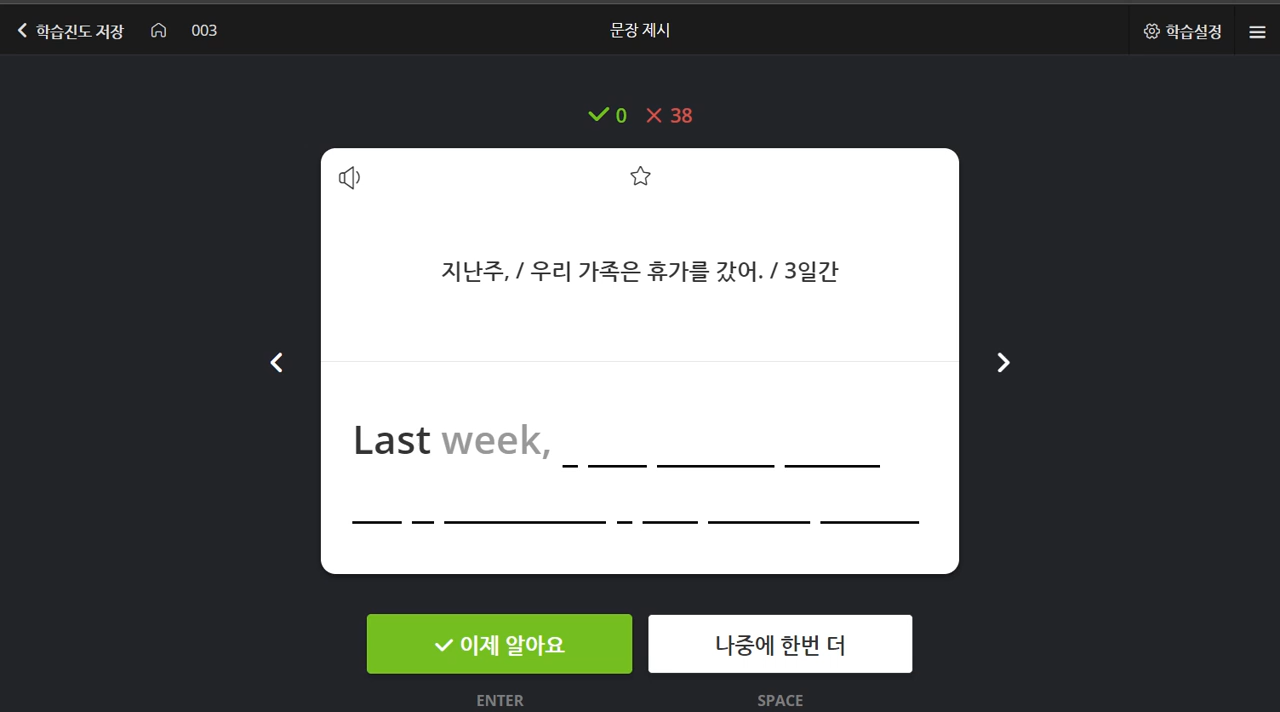 학습진도 저장 003 문장 제시 학습설정
0 38
지난주, / 우리 가족은 휴가를 갔어. / 3일간
Last week,
이제 알아요 나중에 한번 더
ENTER SPACE